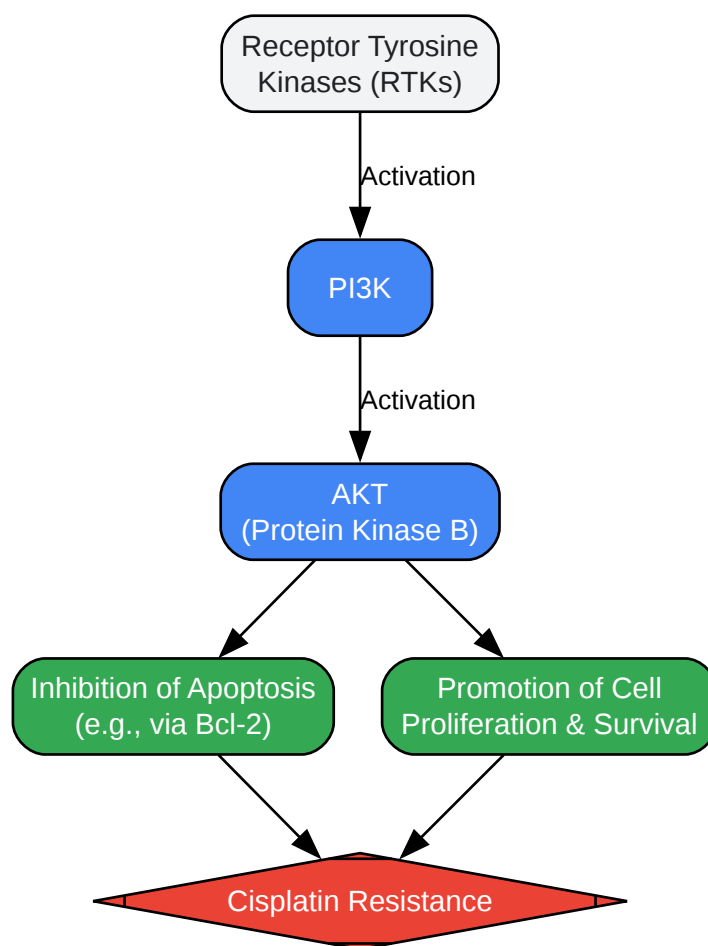 Receptor Tyrosine
Kinases (RTKs)
Activation
PI3K
Activation
AKT
(Protein Kinase B)
Inhibition of Apoptosis
(e.g., via Bcl-2)
Promotion of Cell
Proliferation & Survival
Cisplatin Resistance